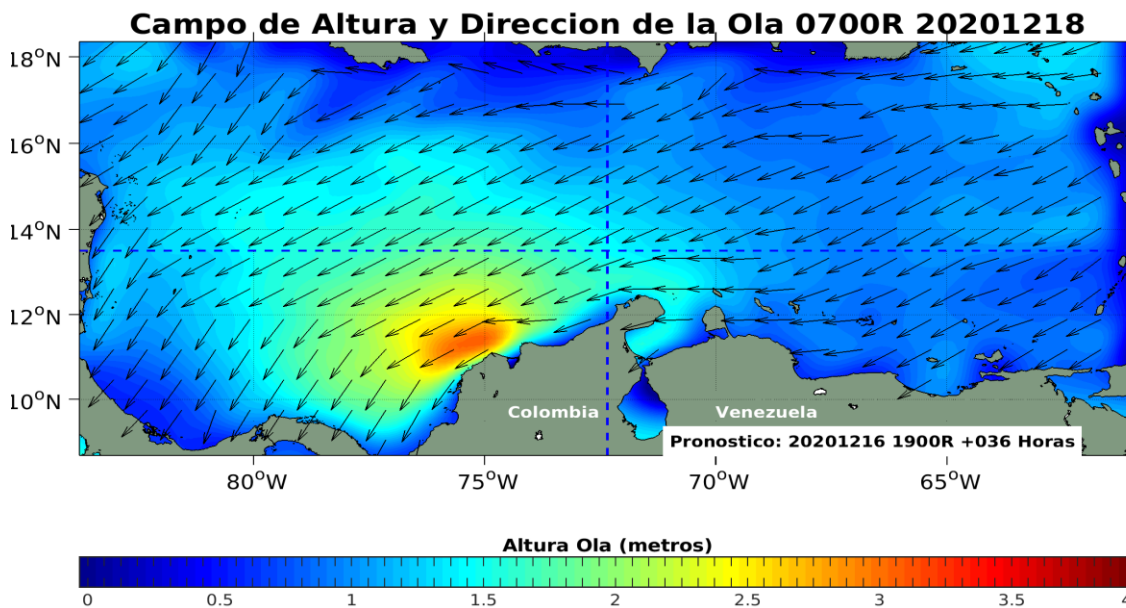 Campo de Altura y Direccion de la Ola 0700R 20201218
18°N
16°N
14°N
12°N
10°N
Colombia
Venezuela
Pronostico: 20201216 1900R +036 Horas
80°W
75°W
70°W
65°W
Altura Ola (metros)
0
0.5
1
1.5
2
2.5
3
3.5
4